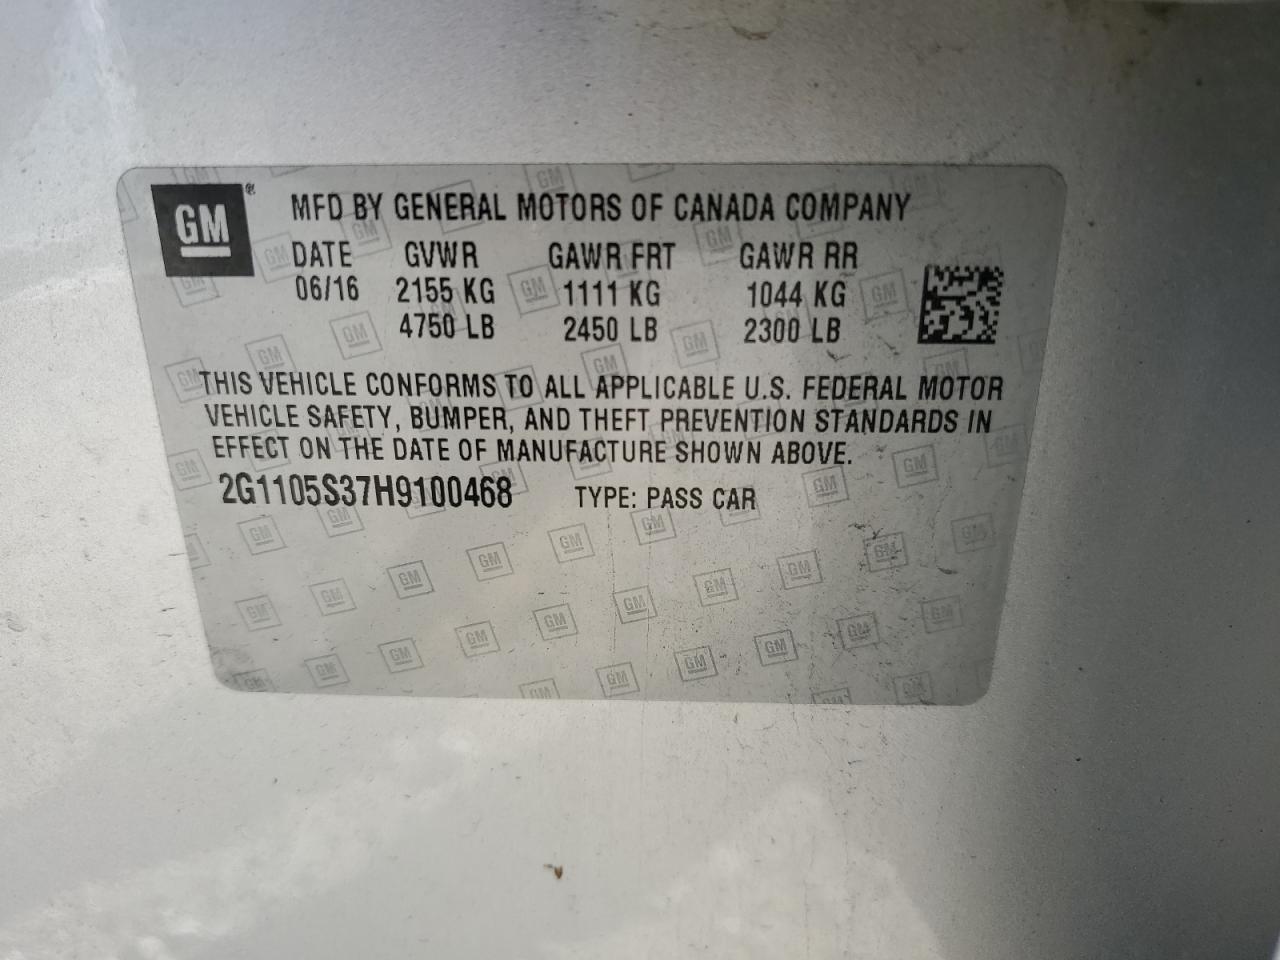 GM ® MFD BY GENERAL MOTORS OF CANADA COMPANY
DATE GVWR GAWR FRT GAWR RR
06/16 2155 KG 1111 KG 1044 KG
4750 LB 2450 LB 2300 LB
THIS VEHICLE CONFORMS TO ALL APPLICABLE U.S. FEDERAL MOTOR
VEHICLE SAFETY, BUMPER, AND THEFT PREVENTION STANDARDS IN
EFFECT ON THE DATE OF MANUFACTURE SHOWN ABOVE.
2G1105S37H9100468 TYPE: PASS CAR